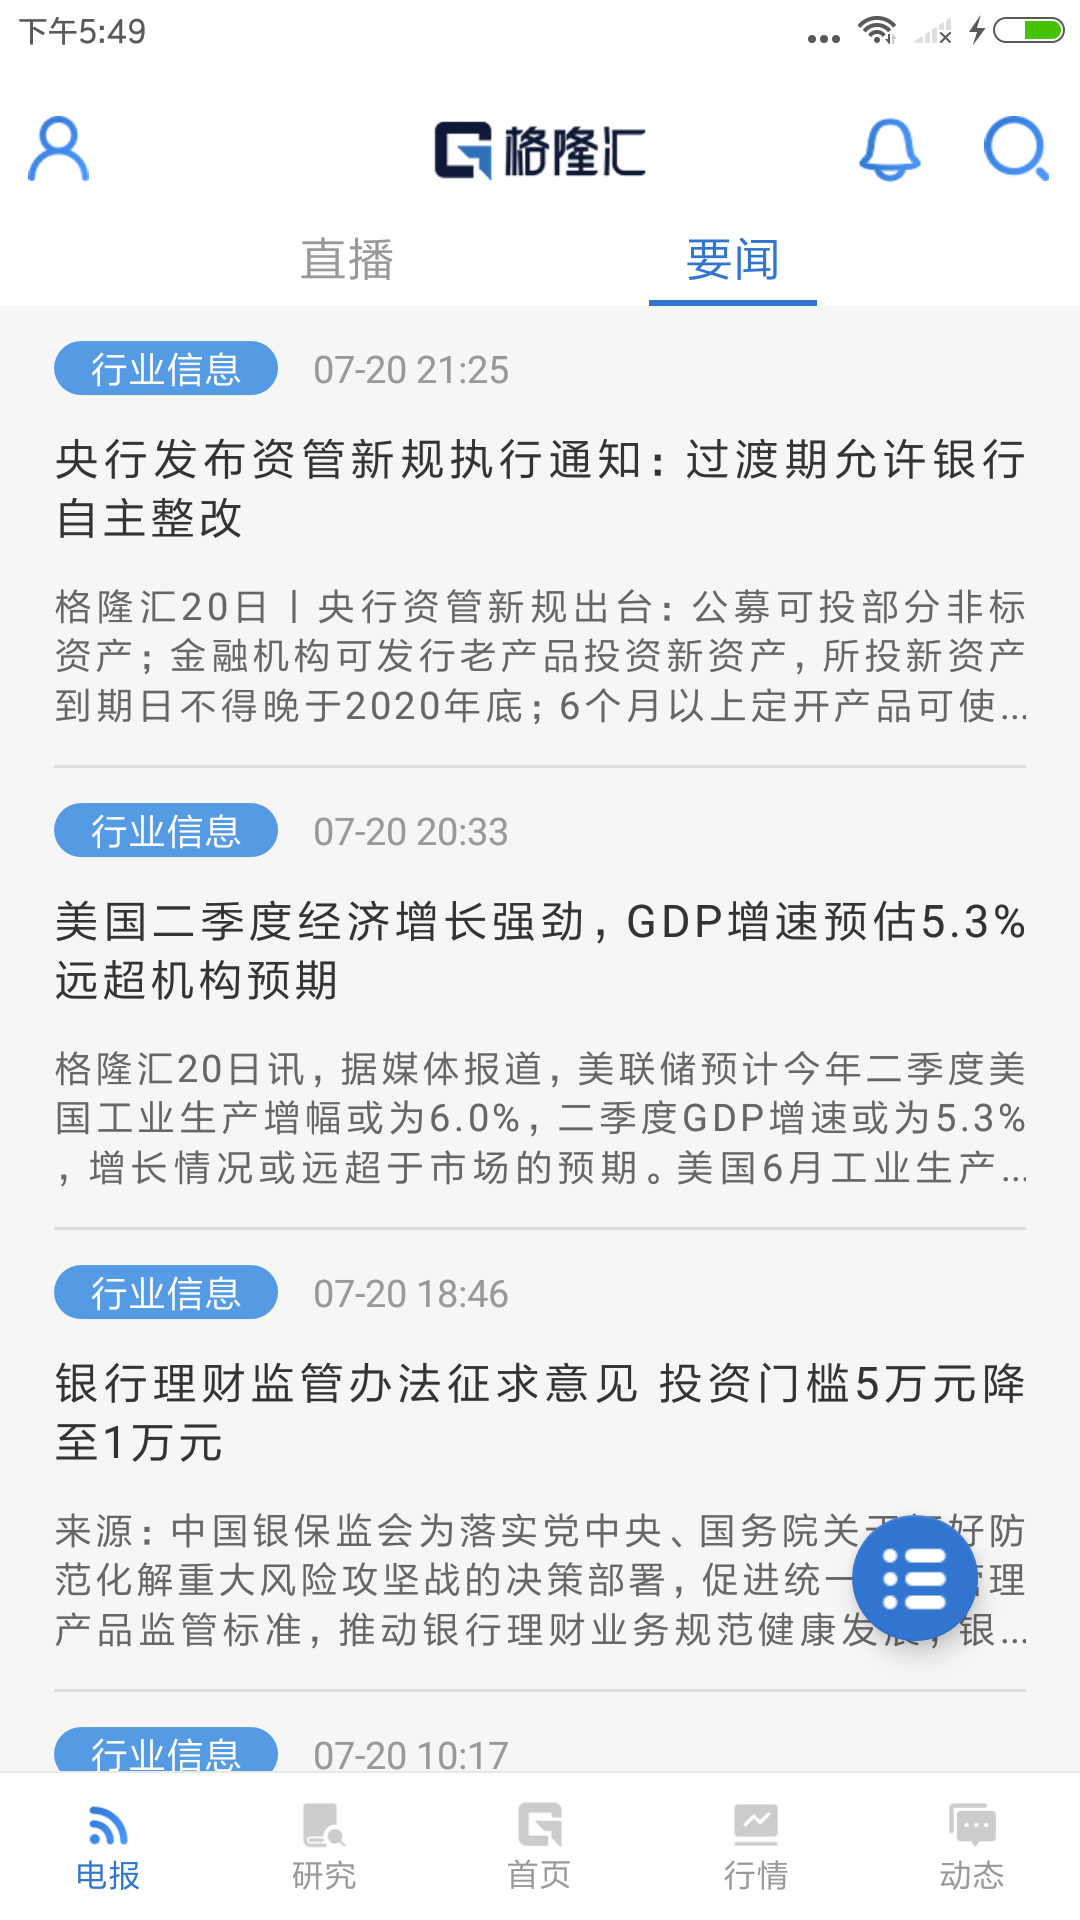 下午5:49
格隆汇
直播 要闻
行业信息 07-20 21:25
央行发布资管新规执行通知：过渡期允许银行
自主整改
格隆汇20日丨央行资管新规出台：公募可投部分非标
资产；金融机构可发行老产品投资新资产，所投新资产
到期日不得晚于2020年底；6个月以上定开产品可使...
行业信息 07-20 20:33
美国二季度经济增长强劲，GDP增速预估5.3%
远超机构预期
格隆汇20日讯，据媒体报道，美联储预计今年二季度美
国工业生产增幅或为6.0%，二季度GDP增速或为5.3%
，增长情况或远超于市场的预期。美国6月工业生产...
行业信息 07-20 18:46
银行理财监管办法征求意见 投资门槛5万元降
至1万元
来源：中国银保监会为落实党中央、国务院关于 好防
范化解重大风险攻坚战的决策部署，促进统一 管理
产品监管标准，推动银行理财业务规范健康发展，银...
行业信息 07-20 10:17
电报 研究 首页 行情 动态